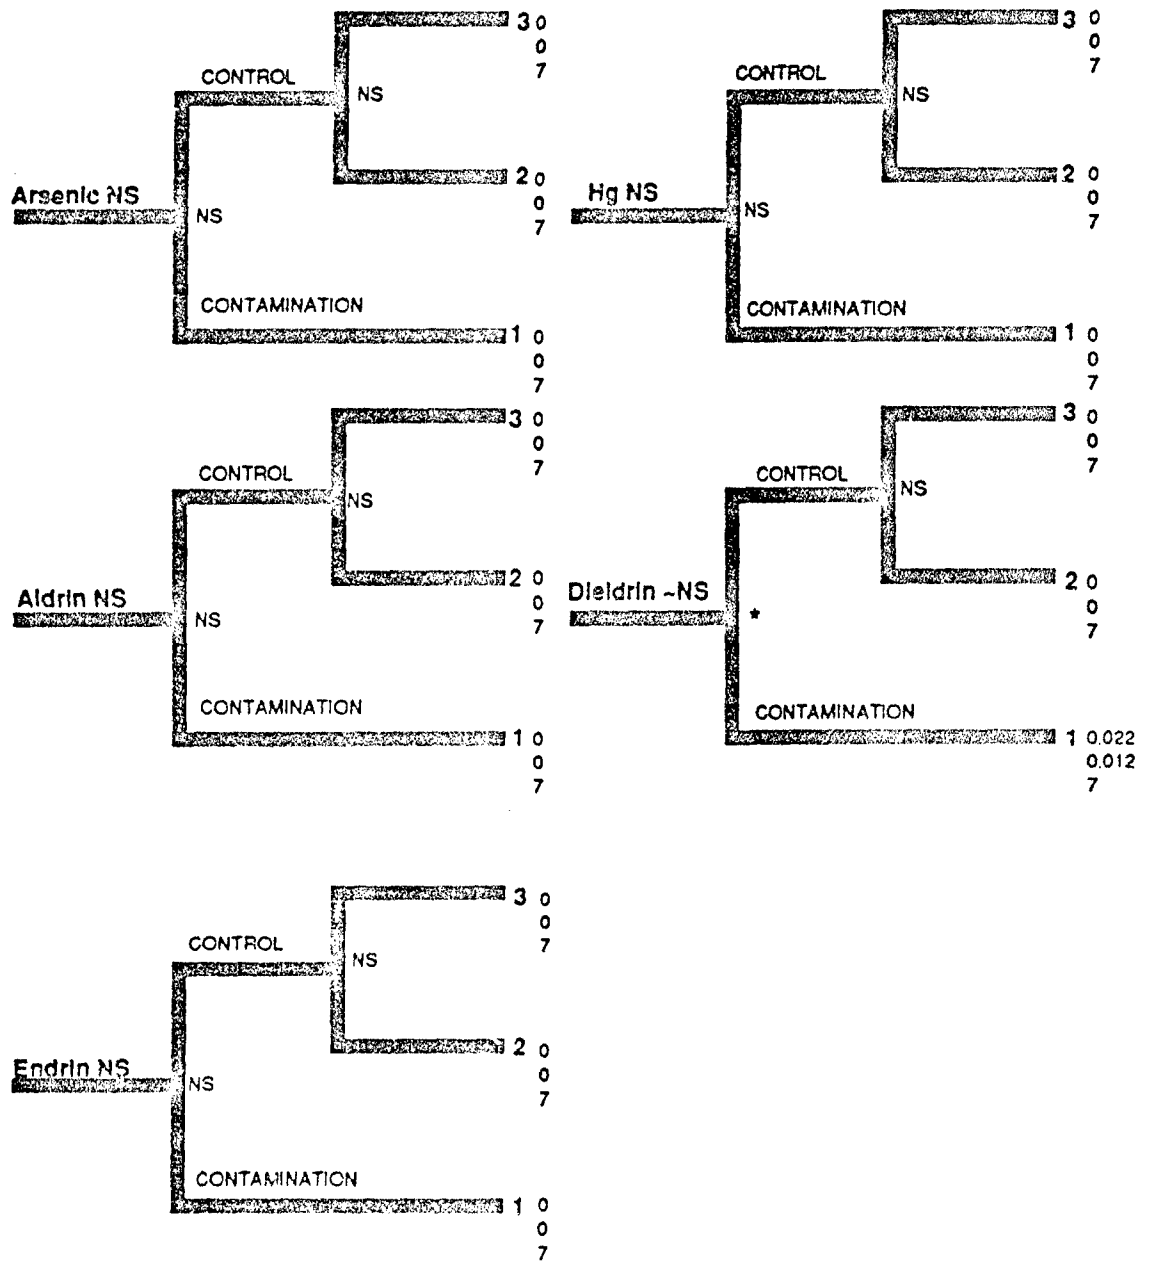 3 0
0
7
CONTROL
NS
2 0
0
7
Arsenic NS
NS
CONTAMINATION
1 0
0
7
3 0
0
7
CONTROL
NS
2 0
0
7
Hg NS
NS
CONTAMINATION
1 0
0
7
3 0
0
7
CONTROL
NS
2 0
0
7
Aldrin NS
NS
CONTAMINATION
1 0
0
7
3 0
0
7
CONTROL
NS
2 0
0
7
Dieldrin ~NS
*
CONTAMINATION
1 0.022
0.012
7
3 0
0
7
CONTROL
NS
2 0
0
7
Endrin NS
NS
CONTAMINATION
1 0
0
7